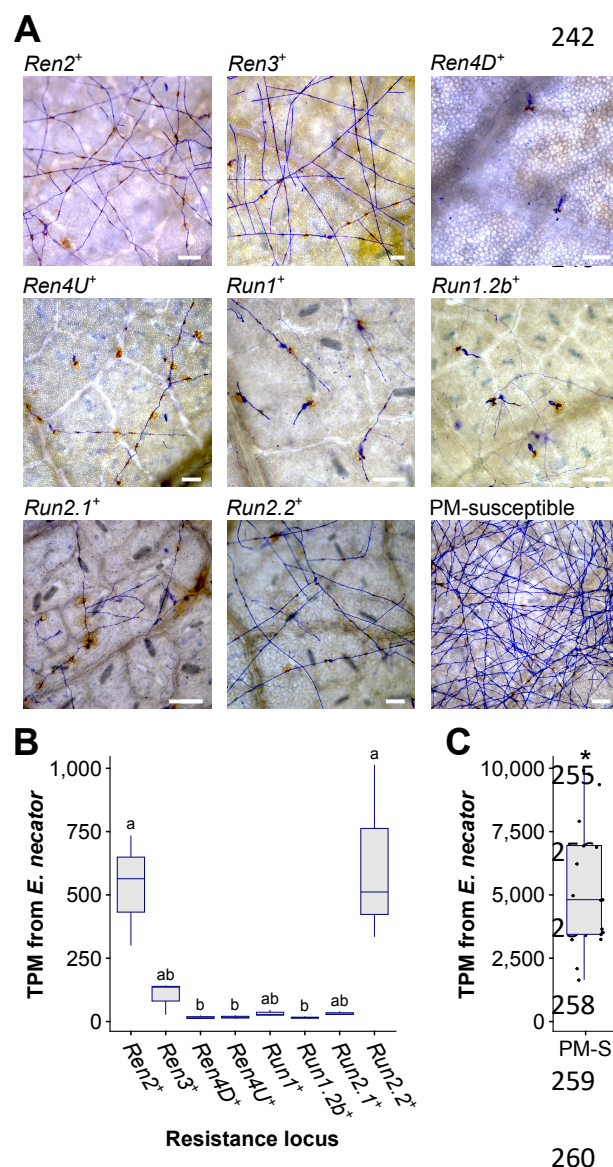 A
242
Ren2+ Ren3+ Ren4D+
Ren4U+ Run1+ Run1.2b+
Run2.1+ Run2.2+ PM-susceptible
B
TPM from E. necator
1,000
750
500
250
0
a
ab
b
b
ab
b
ab
a
Ren2+
Ren3+
Ren4D+
Ren4U+
Run1+
Run1.2b+
Run2.1+
Run2.2+
Resistance locus
C
TPM from E. necator
10,000
7,500
5,000
2,500
0
*
PM-S
255
258
259
260